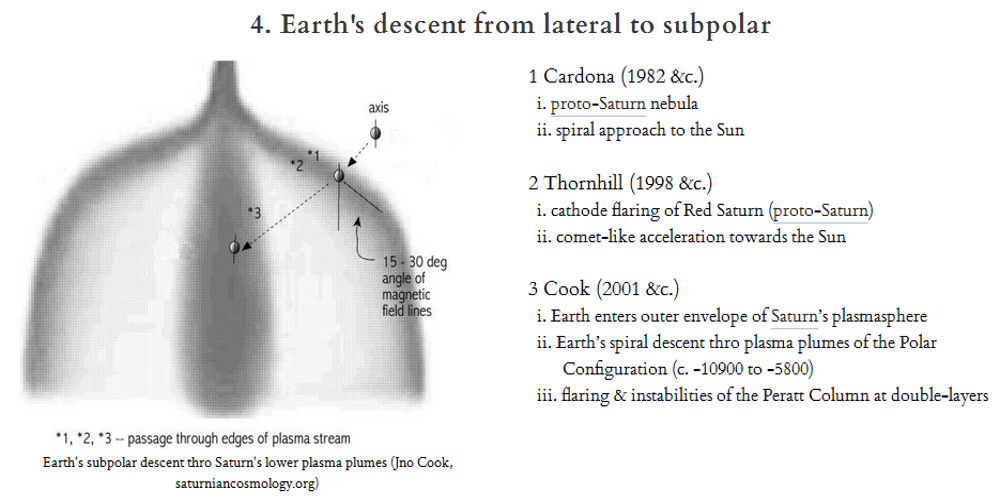 4. Earth's descent from lateral to subpolar
axis
*1
*2
*3
15 - 30 deg
angle of
magnetic
field lines
*1, *2, *3 -- passage through edges of plasma stream
Earth's subpolar descent thro Saturn's lower plasma plumes (Jno Cook,
saturniancosmology.org)
1 Cardona (1982 &c.)
i. proto-Saturn nebula
ii. spiral approach to the Sun
2 Thornhill (1998 &c.)
i. cathode flaring of Red Saturn (proto-Saturn)
ii. comet-like acceleration towards the Sun
3 Cook (2001 &c.)
i. Earth enters outer envelope of Saturn's plasmasphere
ii. Earth's spiral descent thro plasma plumes of the Polar
Configuration (c. -10900 to -5800)
iii. flaring & instabilities of the Peratt Column at double-layers